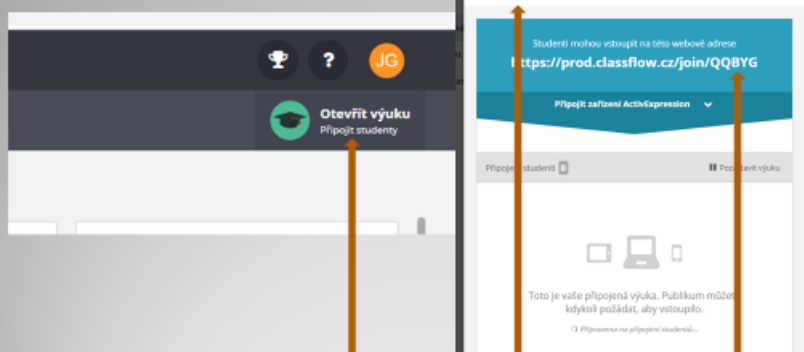 ?
JG
Otevřít výuku
Připojit studenty
Studenti mohou vstoupit na této webové adrese
https://prod.classflow.cz/join/QQBYG
Připojit zařízení ActivExpression
studenti
výuku
Toto je vaše připojená výuka. Publikum můžete
kdykoli požádat, aby vstoupilo.
Připraveno na připojení studentů...